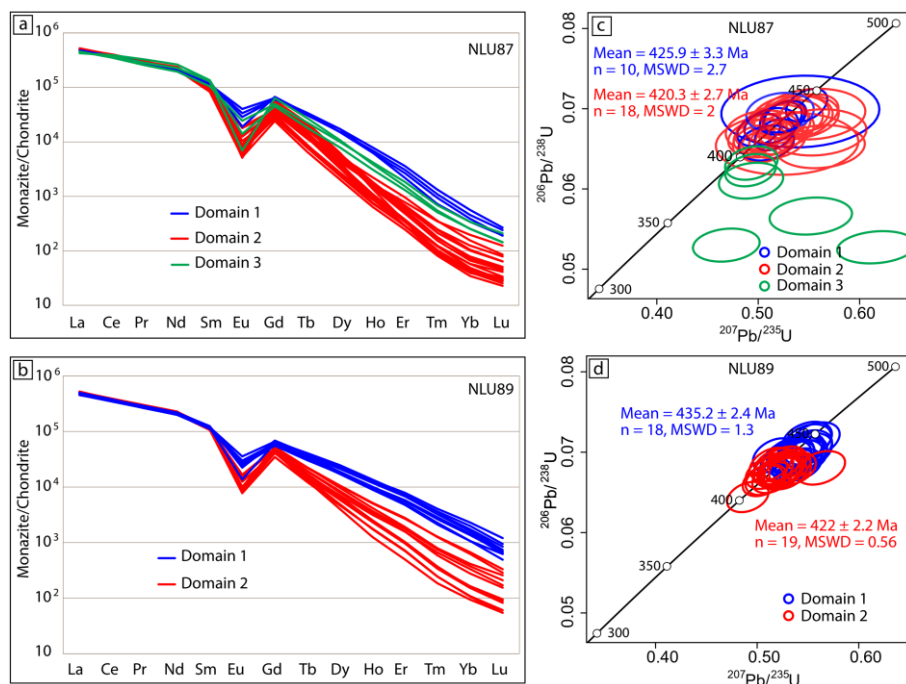 a
NLU87
10⁶
10⁵
10⁴
10³
10²
10
Monazite/Chondrite
Domain 1
Domain 2
Domain 3
La Ce Pr Nd Sm Eu Gd Tb Dy Ho Er Tm Yb Lu
c
NLU87
Mean = 425.9 ± 3.3 Ma
n = 10, MSWD = 2.7
Mean = 420.3 ± 2.7 Ma
n = 18, MSWD = 2
500
450
400
350
300
0.08
0.07
0.06
0.05
²⁰⁶Pb/²³⁸U
Domain 1
Domain 2
Domain 3
0.40 0.50 0.60
²⁰⁷Pb/²³⁵U
b
NLU89
10⁶
10⁵
10⁴
10³
10²
10
Monazite/Chondrite
Domain 1
Domain 2
La Ce Pr Nd Sm Eu Gd Tb Dy Ho Er Tm Yb Lu
d
NLU89
Mean = 435.2 ± 2.4 Ma
n = 18, MSWD = 1.3
Mean = 422 ± 2.2 Ma
n = 19, MSWD = 0.56
500
400
350
300
0.08
0.07
0.06
0.05
²⁰⁶Pb/²³⁸U
Domain 1
Domain 2
0.40 0.50 0.60
²⁰⁷Pb/²³⁵U